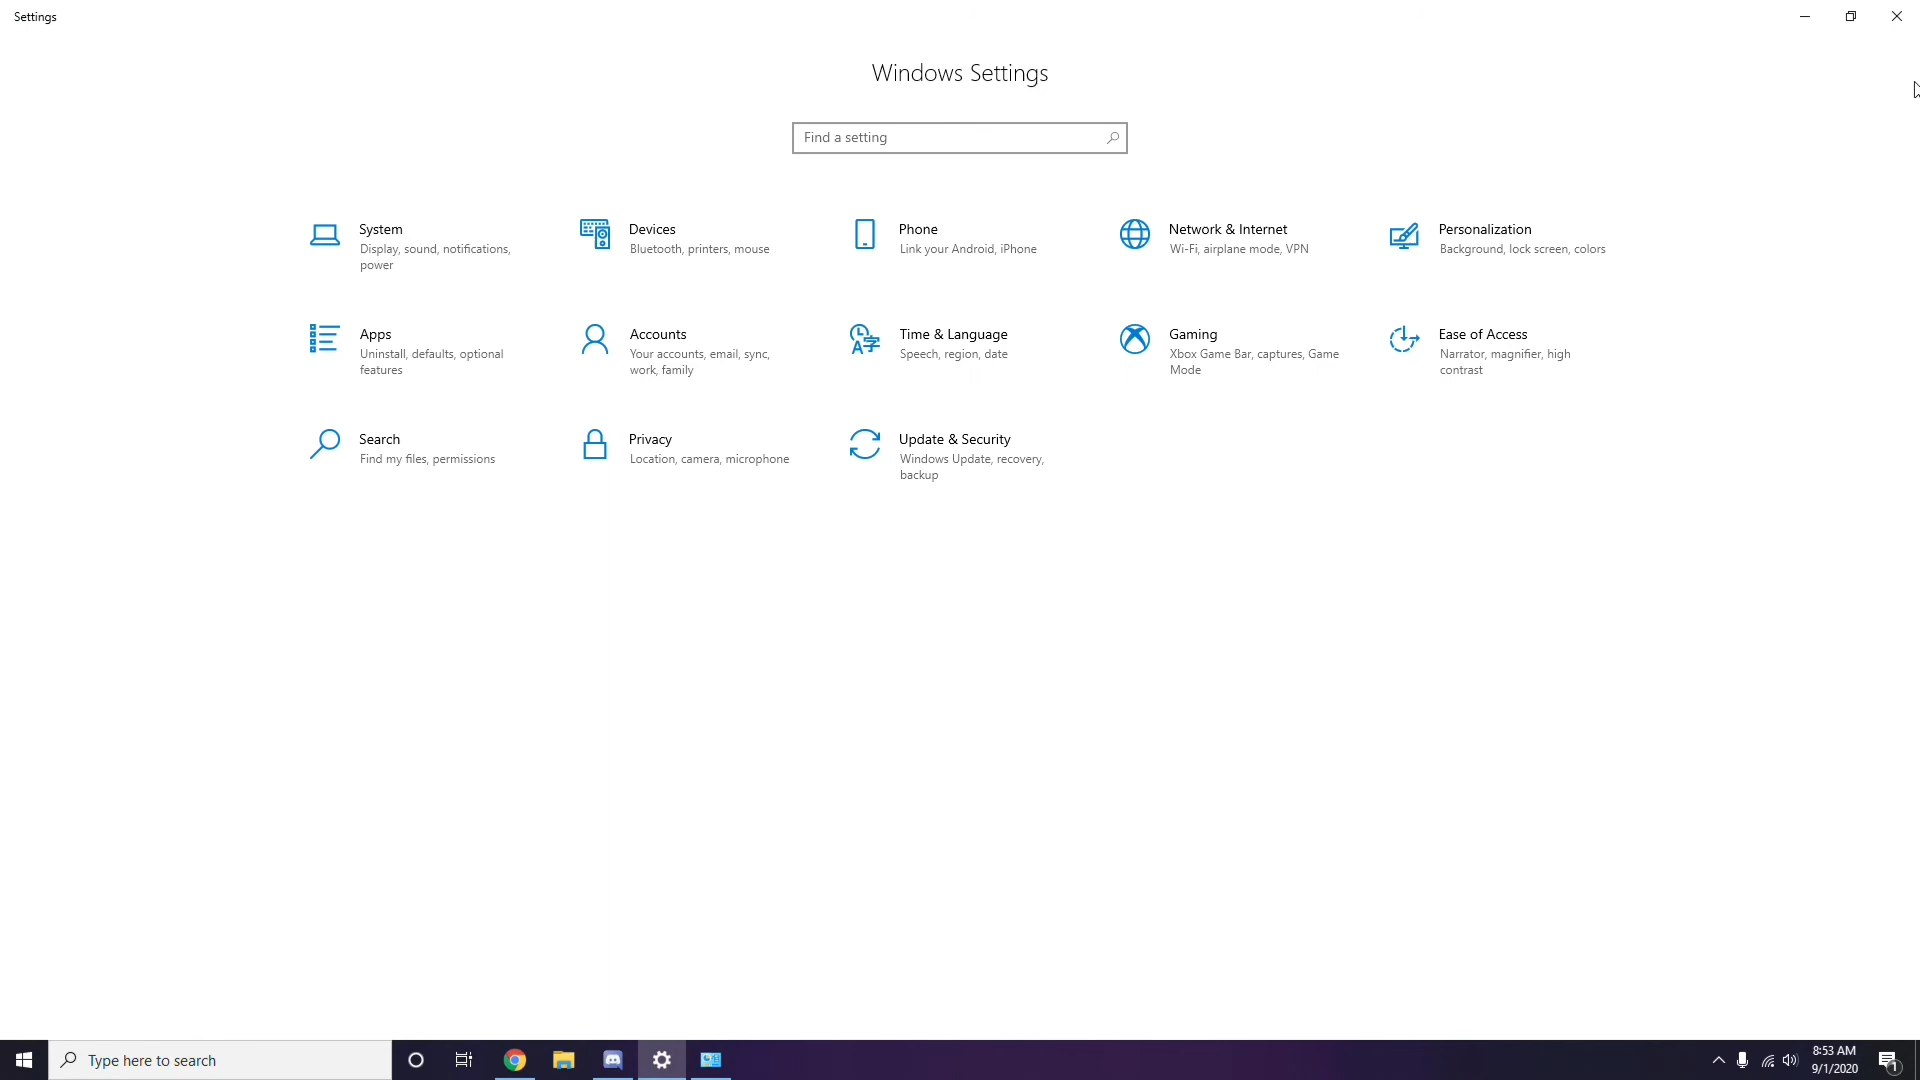 Settings
Windows Settings
Find a setting
System
Display, sound, notifications,
power
Devices
Bluetooth, printers, mouse
Phone
Link your Android, iPhone
Network & Internet
Wi-Fi, airplane mode, VPN
Personalization
Background, lock screen, colors
Apps
Uninstall, defaults, optional
features
Accounts
Your accounts, email, sync,
work, family
Time & Language
Speech, region, date
Gaming
Xbox Game Bar, captures, Game
Mode
Ease of Access
Narrator, magnifier, high
contrast
Search
Find my files, permissions
Privacy
Location, camera, microphone
Update & Security
Windows Update, recovery,
backup
Type here to search
8:53 AM
9/1/2020
1